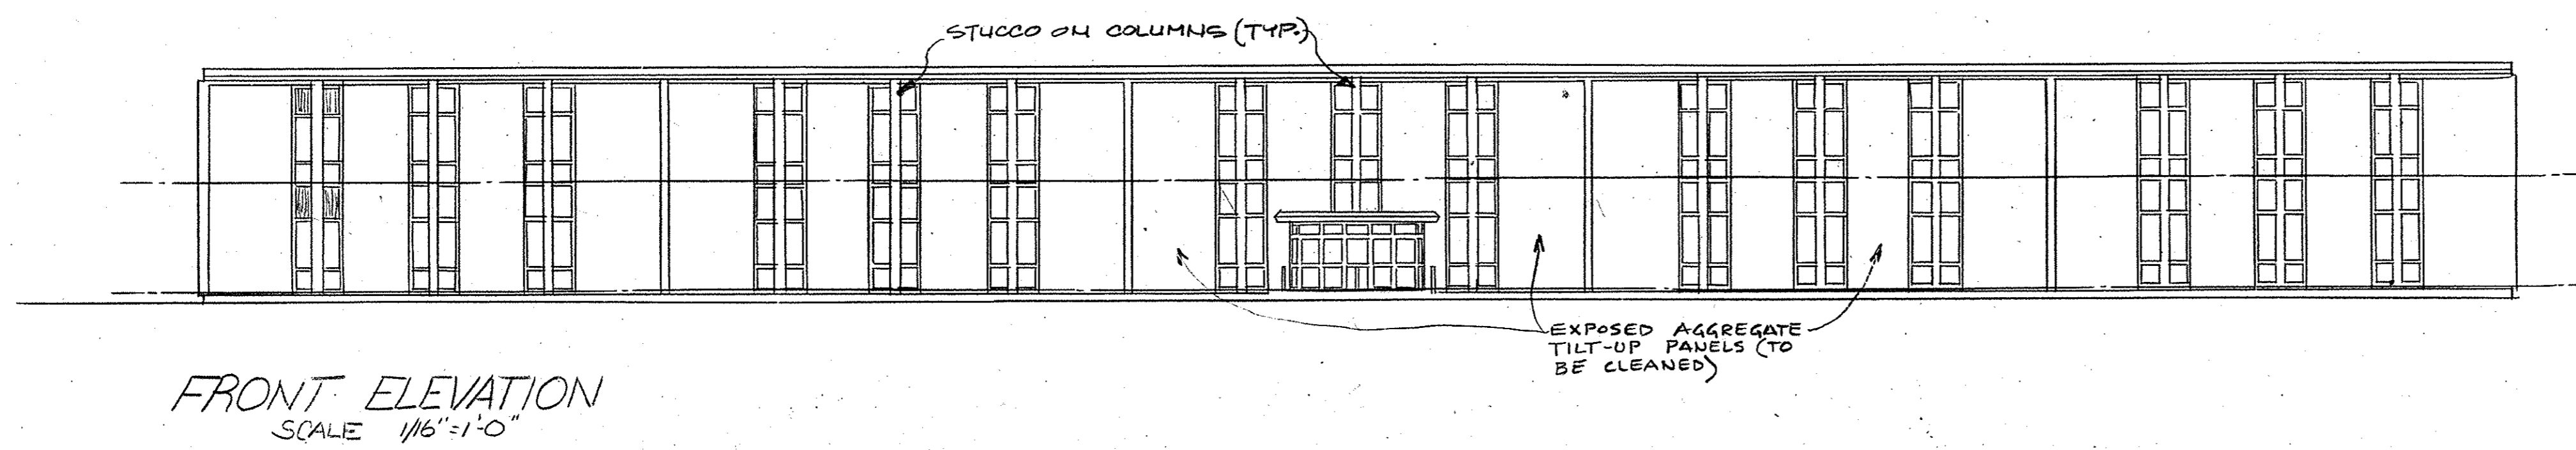 STUCCO ON COLUMNS (TYP.)
EXPOSED AGGREGATE
TILT-UP PANELS (TO
BE CLEANED)
FRONT ELEVATION
SCALE 1/16"=1'-0"